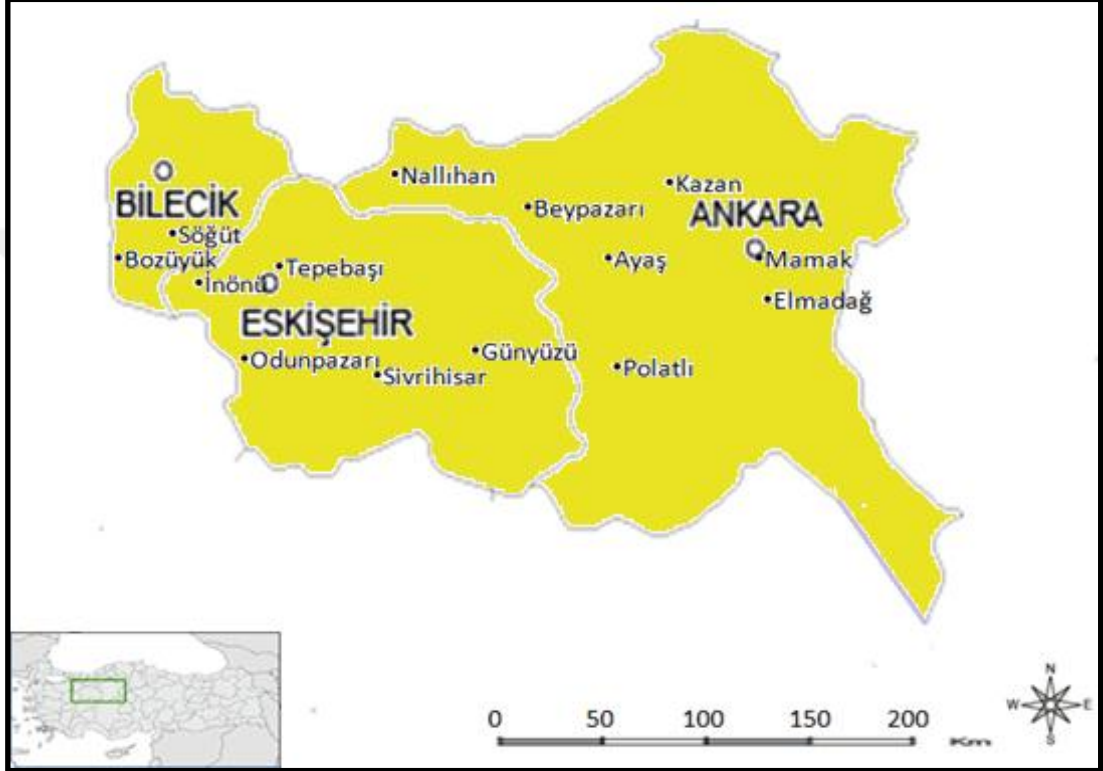 Nallıhan
Kazan
BİLECİK
Beypazarı
ANKARA
Söğüt
Bozüyük
Tepebaşı
Ayaş
Mamak
İnönü
Elmadağ
ESKİŞEHİR
Günyüzü
Odunpazarı
Sivrihisar
Polatlı
N
W
E
S
0 50 100 150 200
Km